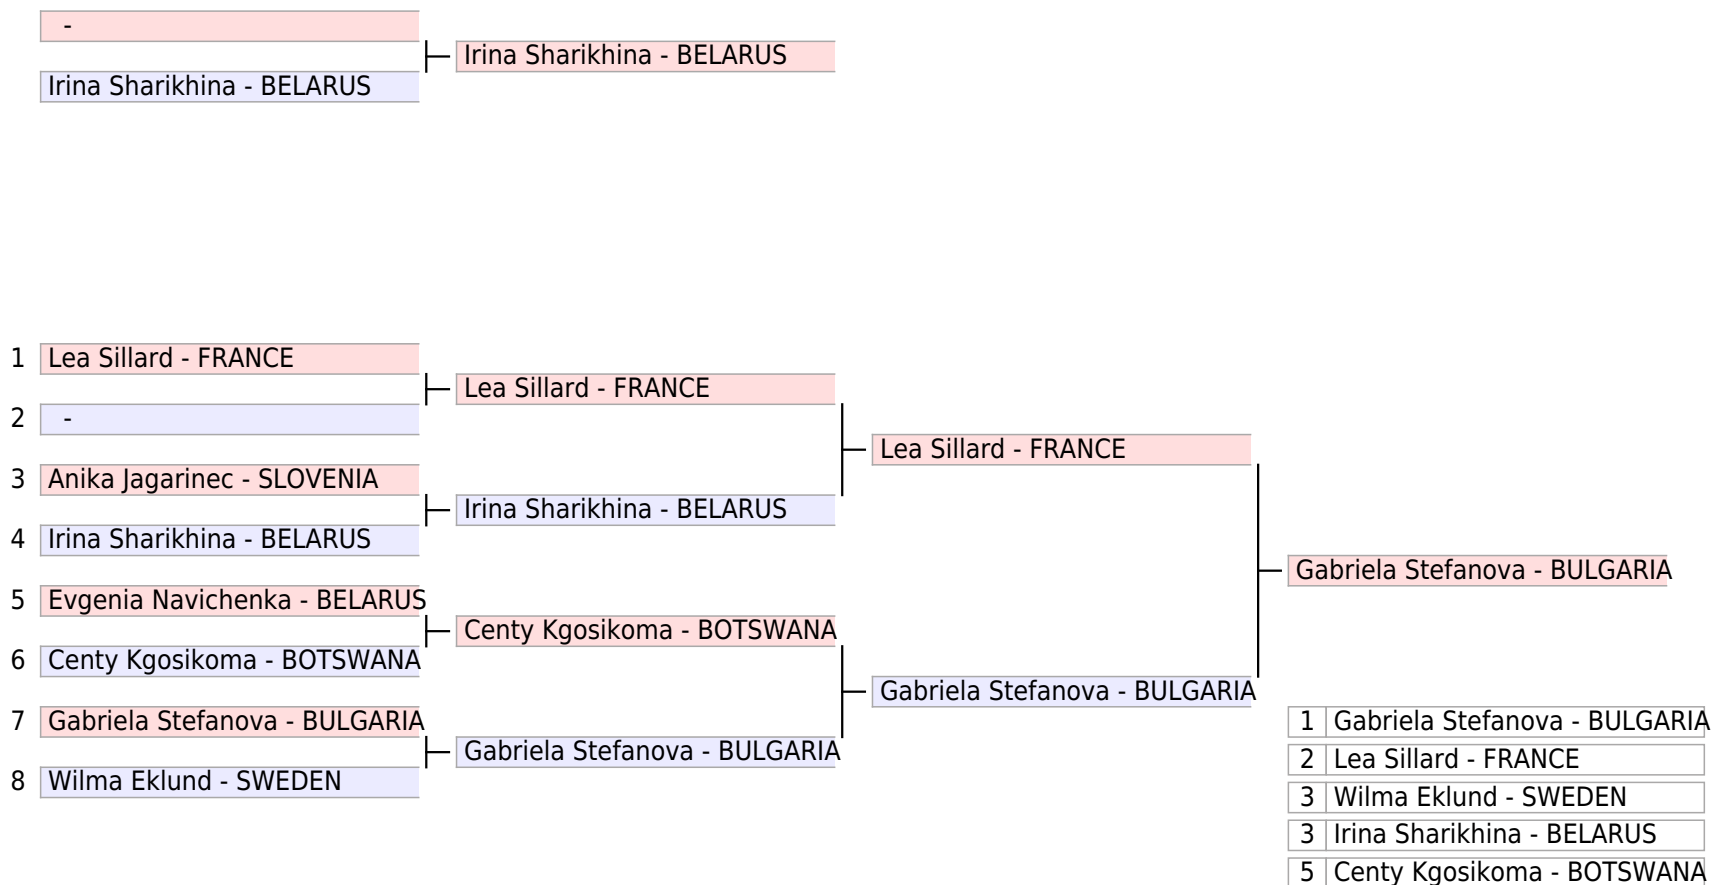 -
Irina Sharikhina - BELARUS
Irina Sharikhina - BELARUS
1 Lea Sillard - FRANCE
Lea Sillard - FRANCE
2 -
Lea Sillard - FRANCE
3 Anika Jagarinec - SLOVENIA
Irina Sharikhina - BELARUS
4 Irina Sharikhina - BELARUS
Gabriela Stefanova - BULGARIA
5 Evgenia Navichenka - BELARUS
Centy Kgosikoma - BOTSWANA
6 Centy Kgosikoma - BOTSWANA
Gabriela Stefanova - BULGARIA
7 Gabriela Stefanova - BULGARIA
Gabriela Stefanova - BULGARIA
8 Wilma Eklund - SWEDEN
1 Gabriela Stefanova - BULGARIA
2 Lea Sillard - FRANCE
3 Wilma Eklund - SWEDEN
3 Irina Sharikhina - BELARUS
5 Centy Kgosikoma - BOTSWANA